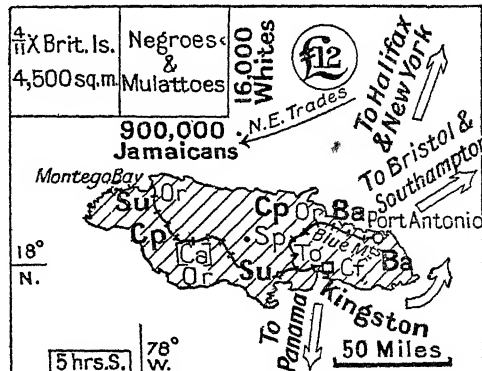 4/11 X Brit. Is.
4,500 sq.m.
Negroes
&
Mulattoes
16,000
Whites
£12
To Halifax
& New York
N.E. Trades
900,000
Jamaicans
To Bristol &
Southampton
Montego Bay
Su
Or
Cp
Or
Ba
Port Antonio
Cp
Sp
Blue Mts
To
Ca
Or
Su
Cf
Ba
18°
N.
Kingston
To
Panama
50 Miles
5 hrs.S.
78°
W.